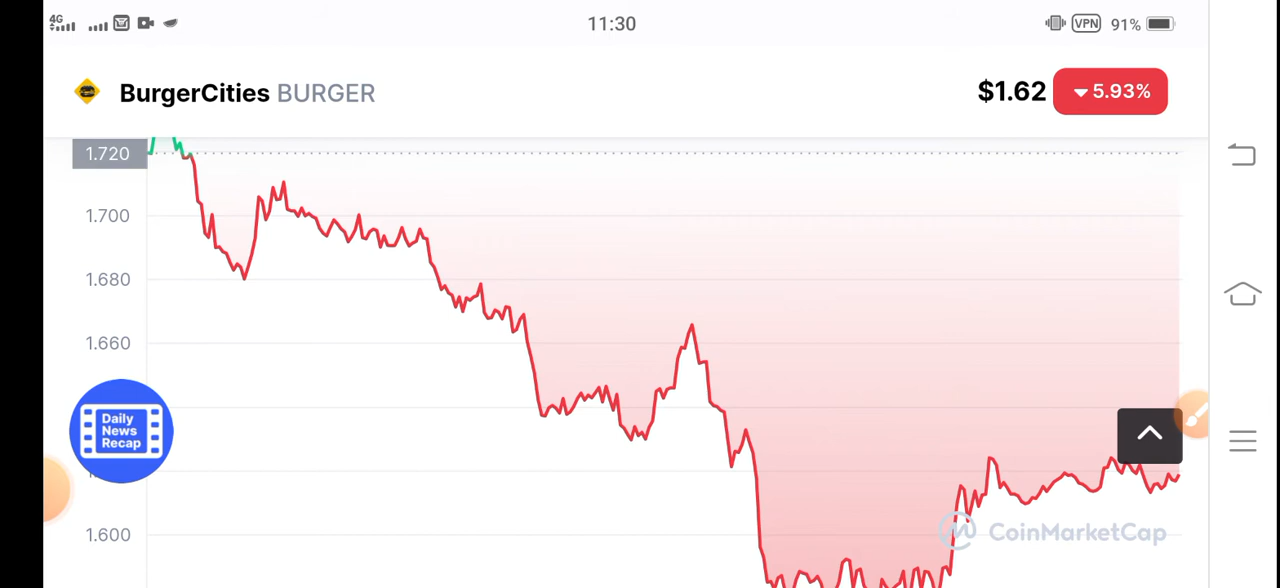 4G 11:30 VPN 91%
BurgerCities BURGER $1.62 5.93%
1.720
1.700
1.680
1.660
Daily
News
Recap
1.600
CoinMarketCap